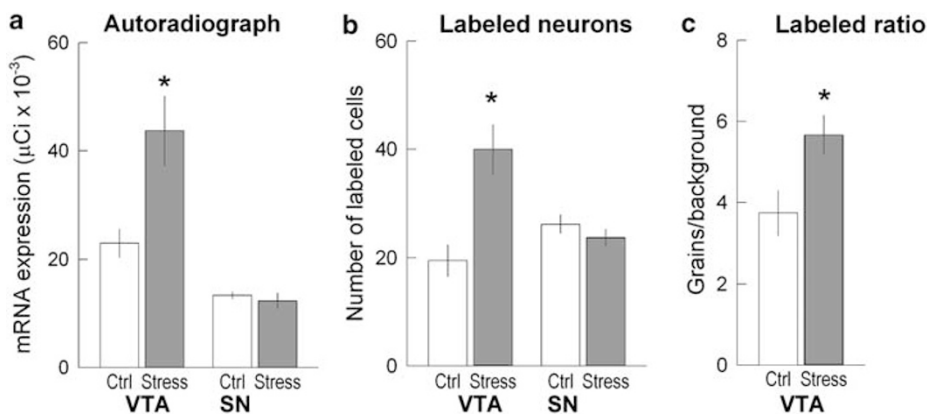 a Autoradiograph
mRNA expression (μCi x 10-3)
60
40
20
0
*
Ctrl Stress Ctrl Stress
VTA SN
b Labeled neurons
Number of labeled cells
60
40
20
0
*
Ctrl Stress Ctrl Stress
VTA SN
c Labeled ratio
Grains/background
8
6
4
2
0
*
Ctrl Stress
VTA